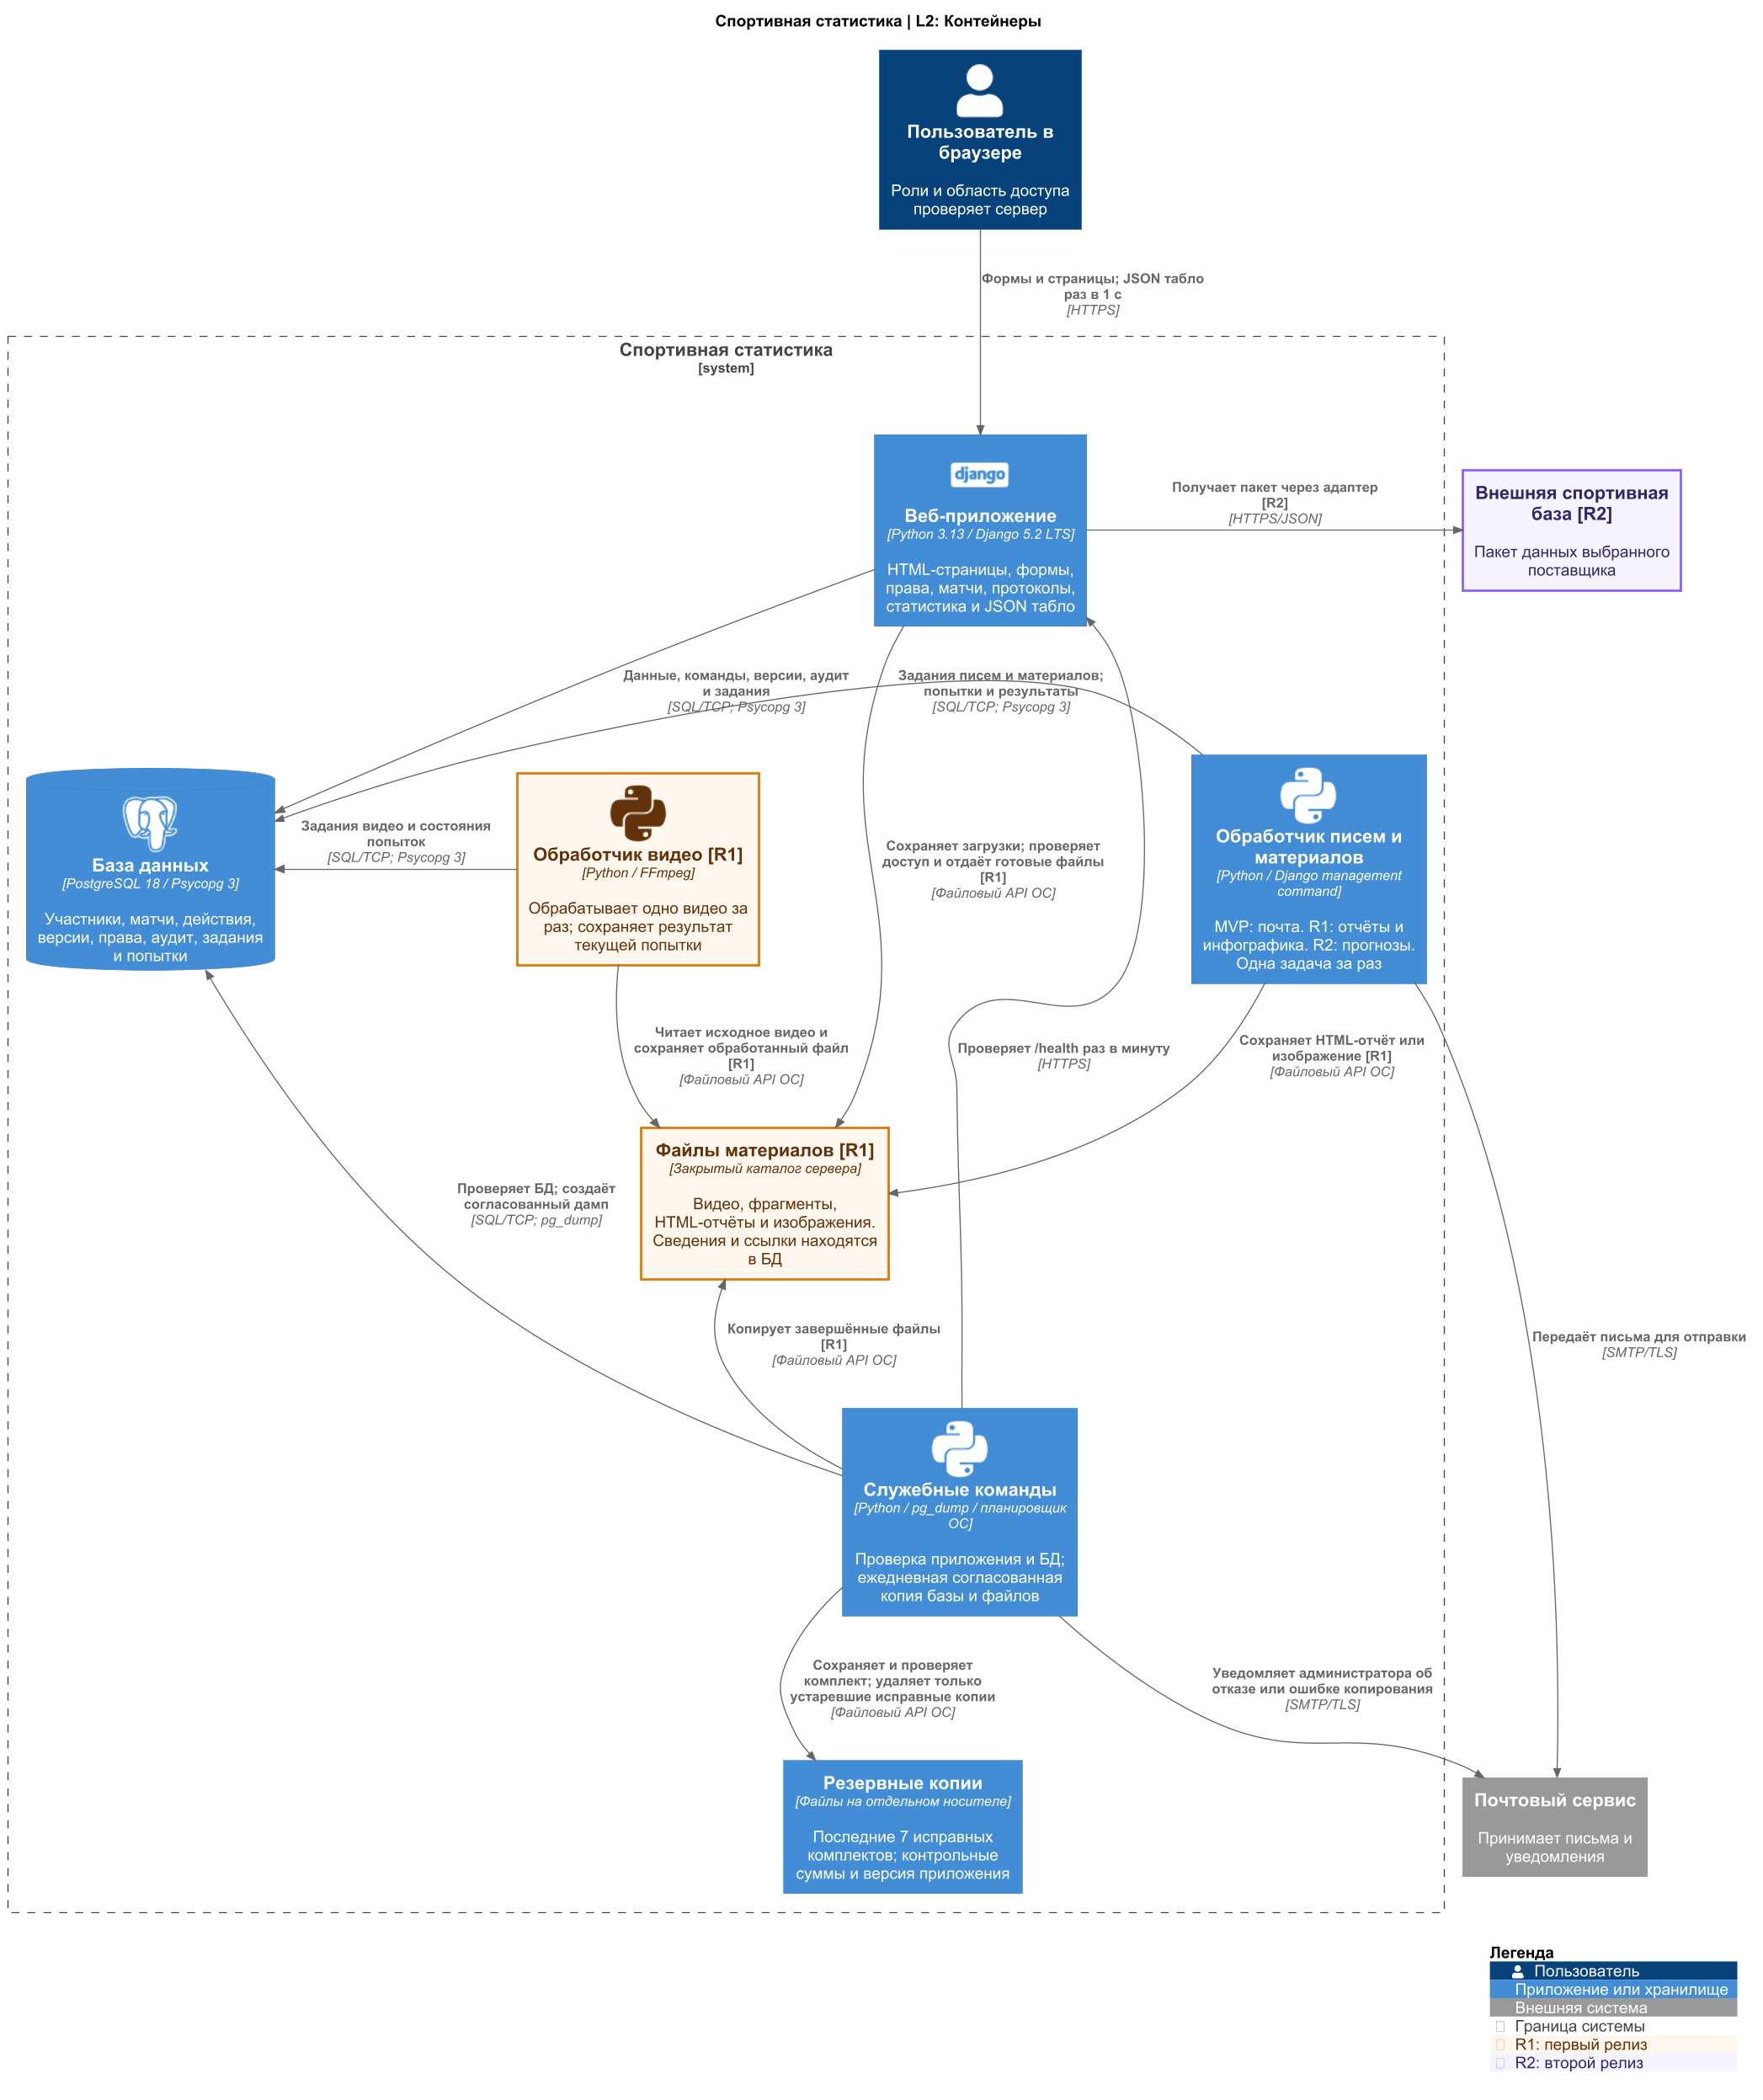 Спортивная статистика | L2: Контейнеры
Пользователь в
браузере
Роли и область доступа
проверяет сервер
Формы и страницы; JSON табло
раз в 1 с
[HTTPS]
Спортивная статистика
[system]
django
Веб-приложение
[Python 3.13 / Django 5.2 LTS]
HTML-страницы, формы,
права, матчи, протоколы,
статистика и JSON табло
Получает пакет через адаптер
[R2]
[HTTPS/JSON]
Внешняя спортивная
база [R2]
Пакет данных выбранного
поставщика
Данные, команды, версии, аудит
и задания
[SQL/TCP; Psycopg 3]
Задания писем и материалов;
попытки и результаты
[SQL/TCP; Psycopg 3]
База данных
[PostgreSQL 18 / Psycopg 3]
Участники, матчи, действия,
версии, права, аудит, задания
и попытки
Задания видео и состояния
попыток
[SQL/TCP; Psycopg 3]
Обработчик видео [R1]
[Python / FFmpeg]
Обрабатывает одно видео за
раз; сохраняет результат
текущей попытки
Сохраняет загрузки; проверяет
доступ и отдаёт готовые файлы
[R1]
[Файловый API ОС]
Обработчик писем и
материалов
[Python / Django management
command]
MVP: почта. R1: отчёты и
инфографика. R2: прогнозы.
Одна задача за раз
Читает исходное видео и
сохраняет обработанный файл
[R1]
[Файловый API ОС]
Проверяет /health раз в минуту
[HTTPS]
Сохраняет HTML-отчёт или
изображение [R1]
[Файловый API ОС]
Файлы материалов [R1]
[Закрытый каталог сервера]
Видео, фрагменты,
HTML-отчёты и изображения.
Сведения и ссылки находятся
в БД
Проверяет БД; создаёт
согласованный дамп
[SQL/TCP; pg_dump]
Копирует завершённые файлы
[R1]
[Файловый API ОС]
Передаёт письма для отправки
[SMTP/TLS]
Служебные команды
[Python / pg_dump / планировщик
ОС]
Проверка приложения и БД;
ежедневная согласованная
копия базы и файлов
Сохраняет и проверяет
комплект; удаляет только
устаревшие исправные копии
[Файловый API ОС]
Уведомляет администратора об
отказе или ошибке копирования
[SMTP/TLS]
Резервные копии
[Файлы на отдельном носителе]
Последние 7 исправных
комплектов; контрольные
суммы и версия приложения
Почтовый сервис
Принимает письма и
уведомления
Легенда
Пользователь
Приложение или хранилище
Внешняя система
Граница системы
R1: первый релиз
R2: второй релиз